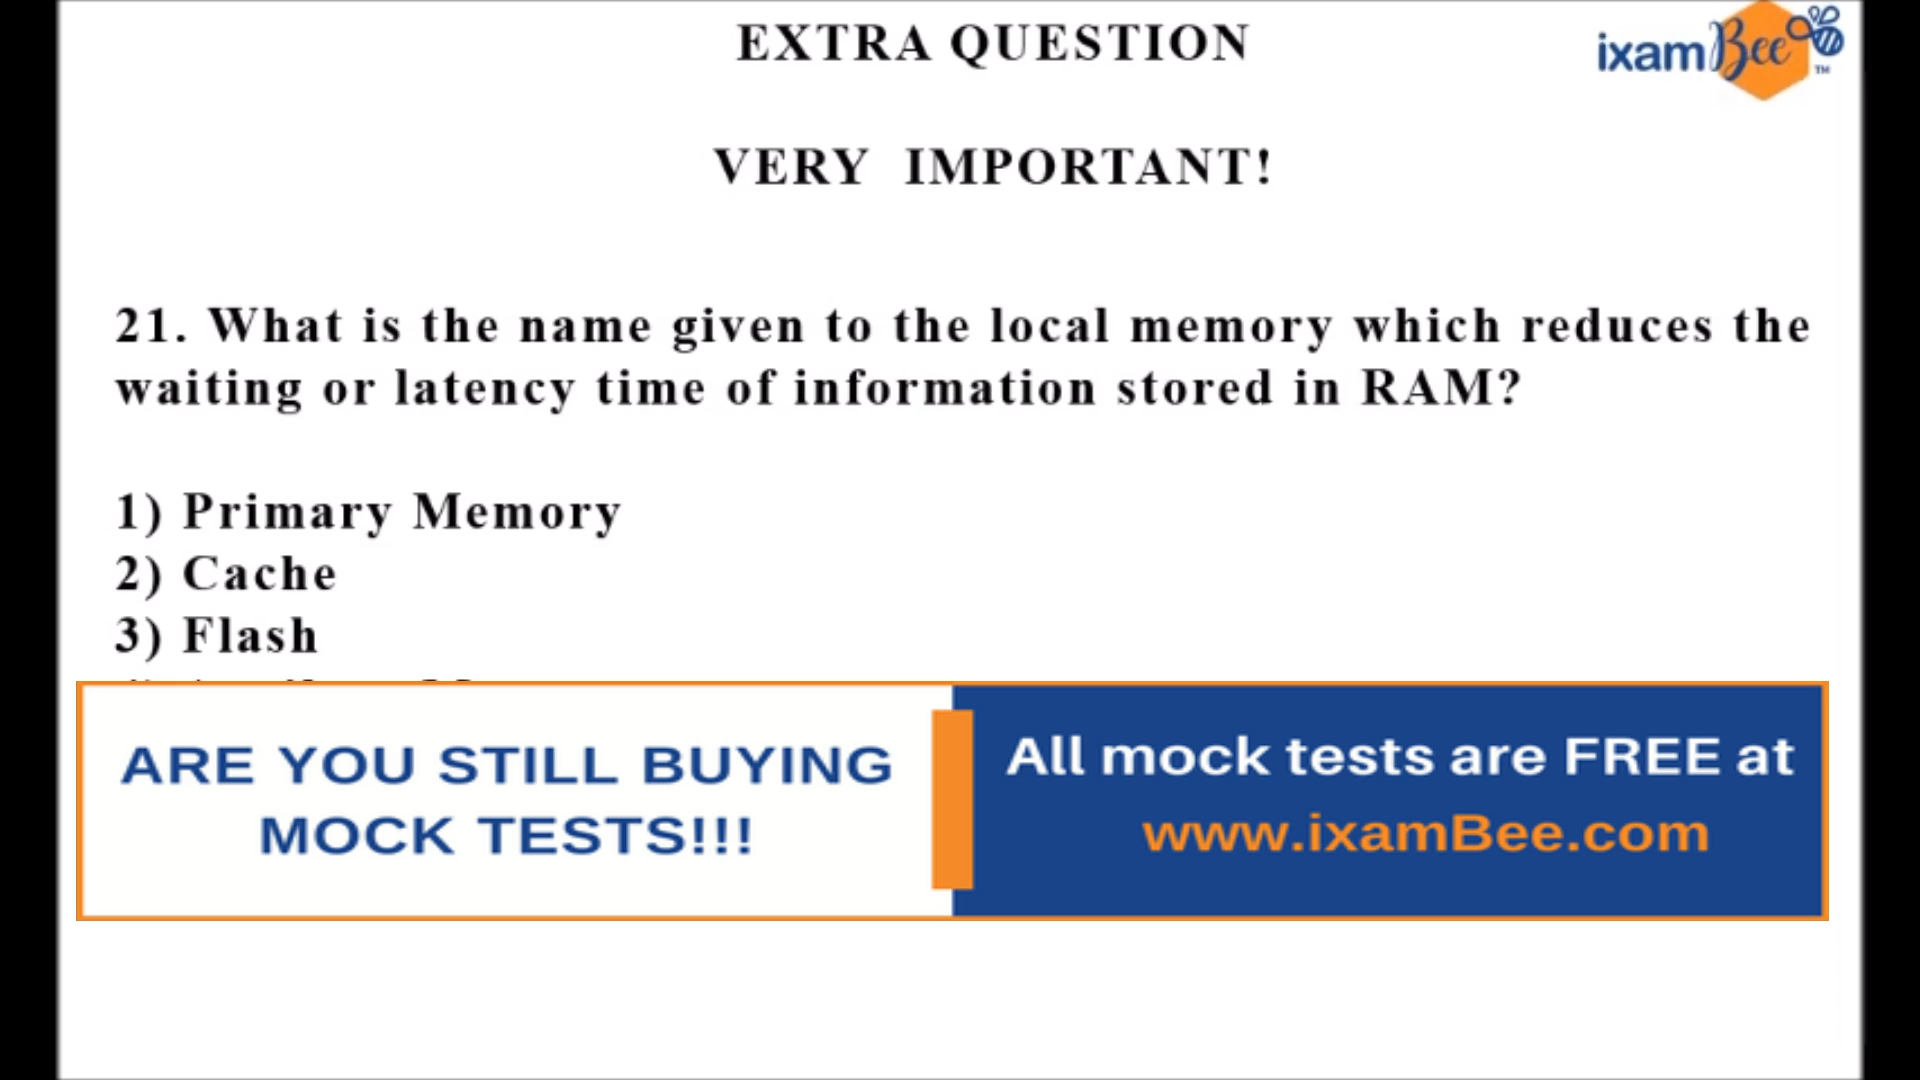 EXTRA QUESTION
ixamBee TM
VERY IMPORTANT!
21. What is the name given to the local memory which reduces the
waiting or latency time of information stored in RAM?
1) Primary Memory
2) Cache
3) Flash
ARE YOU STILL BUYING
MOCK TESTS!!!
All mock tests are FREE at
www.ixamBee.com